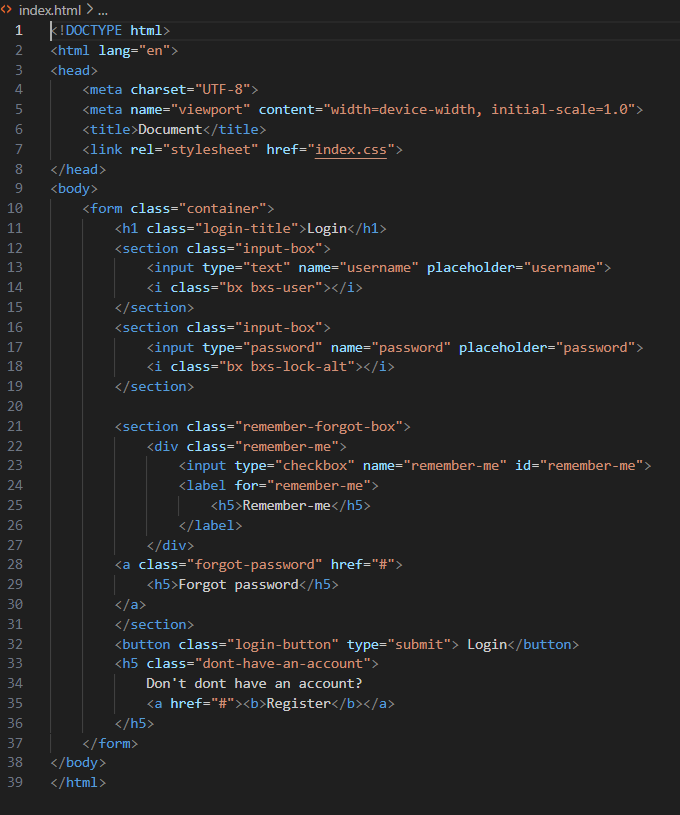 index.html > ...
1 <!DOCTYPE html>
2 <html lang="en">
3 <head>
4     <meta charset="UTF-8">
5     <meta name="viewport" content="width=device-width, initial-scale=1.0">
6     <title>Document</title>
7     <link rel="stylesheet" href="index.css">
8 </head>
9 <body>
10     <form class="container">
11         <h1 class="login-title">Login</h1>
12         <section class="input-box">
13             <input type="text" name="username" placeholder="username">
14             <i class="bx bxs-user"></i>
15         </section>
16         <section class="input-box">
17             <input type="password" name="password" placeholder="password">
18             <i class="bx bxs-lock-alt"></i>
19         </section>
20
21         <section class="remember-forgot-box">
22             <div class="remember-me">
23                 <input type="checkbox" name="remember-me" id="remember-me">
24                 <label for="remember-me">
25                     <h5>Remember-me</h5>
26                 </label>
27             </div>
28         <a class="forgot-password" href="#">
29             <h5>Forgot password</h5>
30         </a>
31         </section>
32         <button class="login-button" type="submit"> Login</button>
33         <h5 class="dont-have-an-account">
34             Don't dont have an account?
35             <a href="#"><b>Register</b></a>
36         </h5>
37     </form>
38 </body>
39 </html>